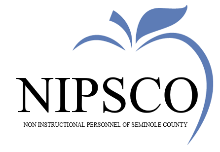 NIPSCO
NON INSTRUCTIONAL PERSONNEL OF SEMINOLE COUNTY